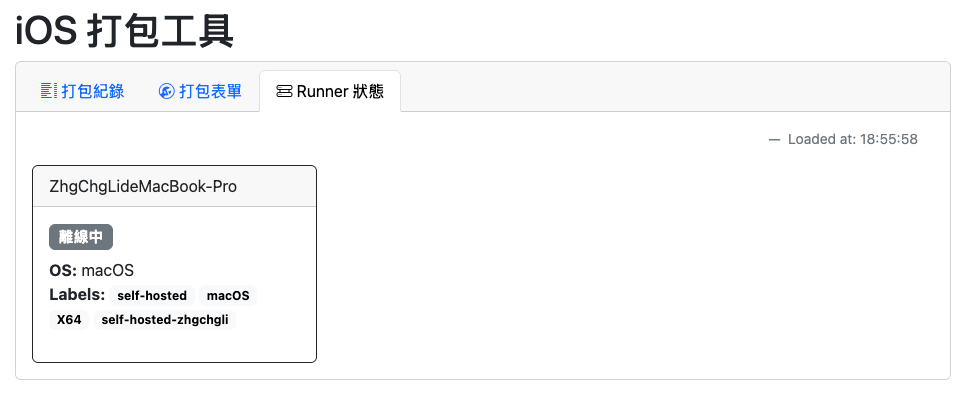 iOS 打包工具
打包紀錄 打包表單 Runner 狀態
— Loaded at: 18:55:58
ZhgChgLideMacBook-Pro
離線中
OS: macOS
Labels: self-hosted macOS
X64 self-hosted-zhgchgli